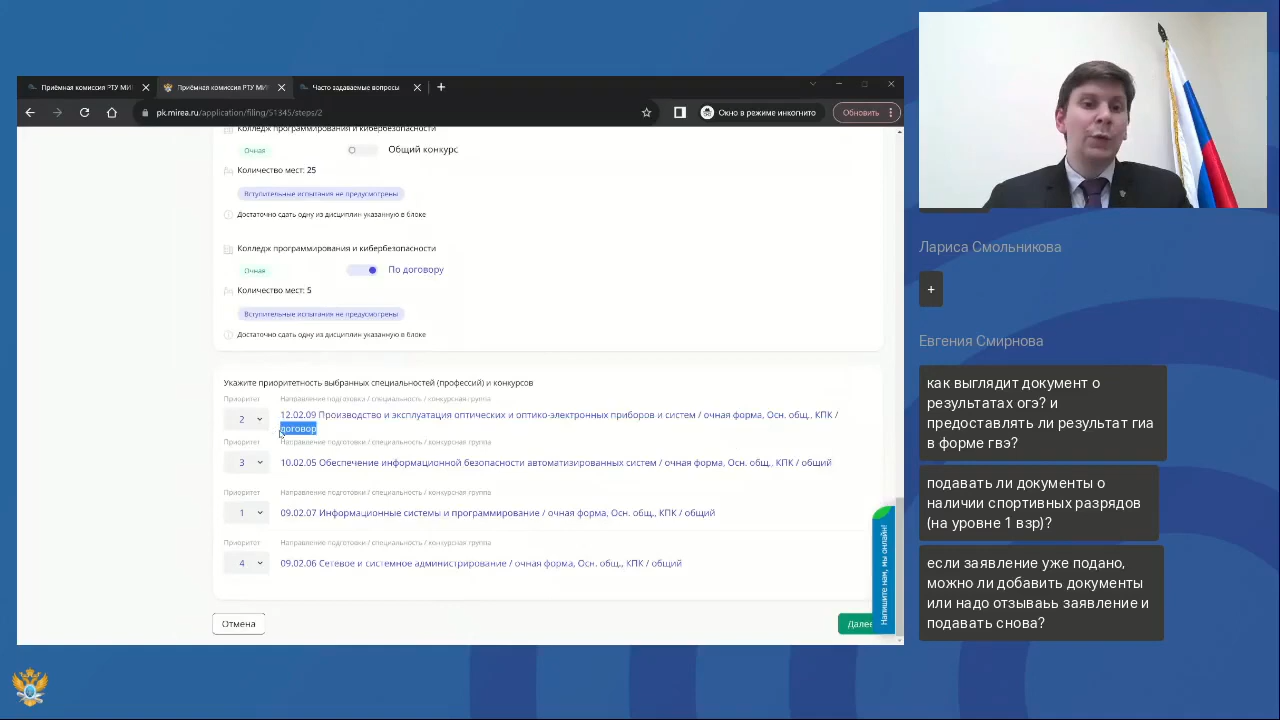 Приёмная комиссия РТУ МИ
Приёмная комиссия РТУ МИ
Часто задаваемые вопросы
pk.mirea.ru/application/filing/51345/steps/2
Окно в режиме инкогнито
Обновить
Колледж программирования и кибербезопасности
Очная
Общий конкурс
Количество мест: 25
Вступительные испытания не предусмотрены
Достаточно сдать одну из дисциплин указанную в блоке
Колледж программирования и кибербезопасности
Очная
По договору
Количество мест: 5
Вступительные испытания не предусмотрены
Достаточно сдать одну из дисциплин указанную в блоке
Укажите приоритетность выбранных специальностей (профессий) и конкурсов
Приоритет
Направления подготовки / специальность / конкурсная группа
2
12.02.09 Производство и эксплуатация оптических и оптико-электронных приборов и систем / очная форма, Осн. общ., КПК /
договор
Приоритет
Направления подготовки / специальность / конкурсная группа
3
10.02.05 Обеспечение информационной безопасности автоматизированных систем / очная форма, Осн. общ., КПК / общий
Приоритет
Направления подготовки / специальность / конкурсная группа
1
09.02.07 Информационные системы и программирование / очная форма, Осн. общ., КПК / общий
Приоритет
Направления подготовки / специальность / конкурсная группа
4
09.02.06 Сетевое и системное администрирование / очная форма, Осн. общ., КПК / общий
Отмена
Далее
Напишите нам, мы онлайн!
Лариса Смольникова
+
Евгения Смирнова
как выглядит документ о
результатах огэ? и
предоставлять ли результат гиа
в форме гвэ?
подавать ли документы о
наличии спортивных разрядов
(на уровне 1 взр)?
если заявление уже подано,
можно ли добавить документы
или надо отзываьь заявление и
подавать снова?